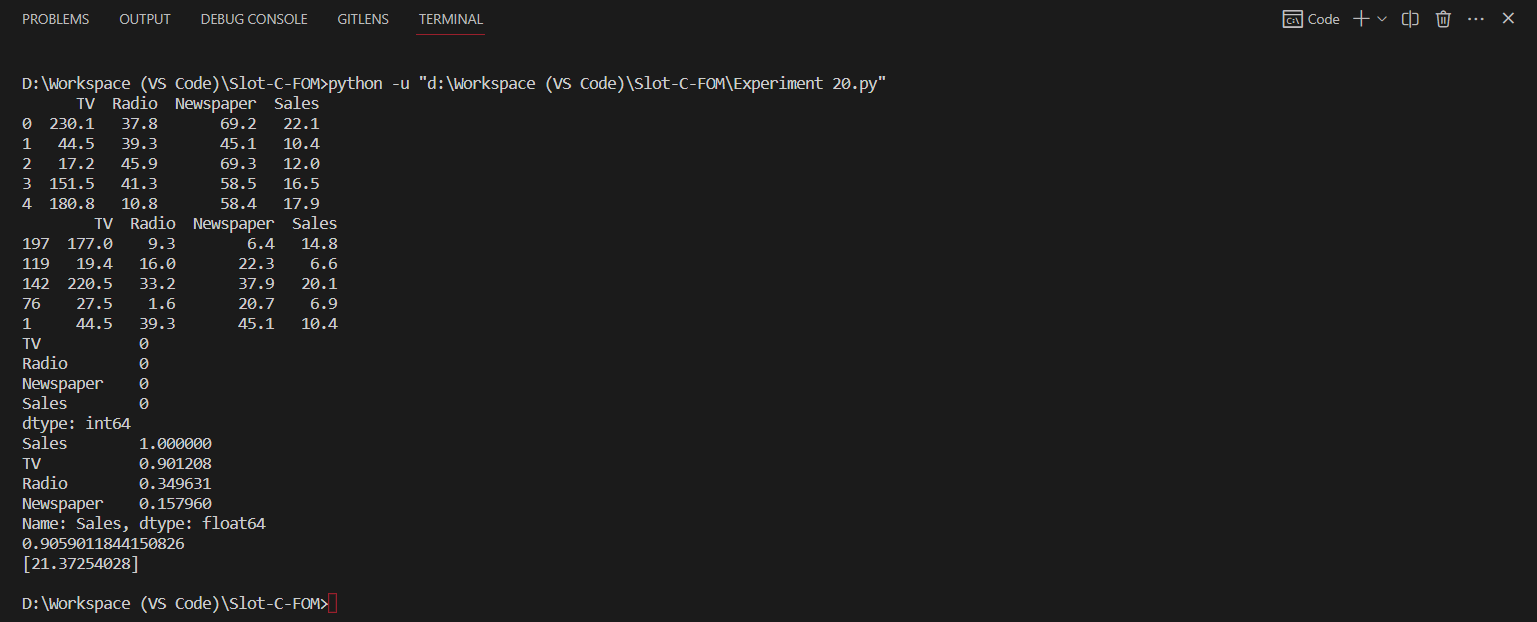 PROBLEMS OUTPUT DEBUG CONSOLE GITLENS TERMINAL Code
D:\Workspace (VS Code)\Slot-C-FOM>python -u "d:\Workspace (VS Code)\Slot-C-FOM\Experiment 20.py"
      TV  Radio  Newspaper  Sales
0  230.1   37.8       69.2   22.1
1   44.5   39.3       45.1   10.4
2   17.2   45.9       69.3   12.0
3  151.5   41.3       58.5   16.5
4  180.8   10.8       58.4   17.9
        TV  Radio  Newspaper  Sales
197  177.0    9.3        6.4   14.8
119   19.4   16.0       22.3    6.6
142  220.5   33.2       37.9   20.1
76    27.5    1.6       20.7    6.9
1     44.5   39.3       45.1   10.4
TV           0
Radio        0
Newspaper    0
Sales        0
dtype: int64
Sales        1.000000
TV           0.901208
Radio        0.349631
Newspaper    0.157960
Name: Sales, dtype: float64
0.9059011844150826
[21.37254028]
D:\Workspace (VS Code)\Slot-C-FOM>